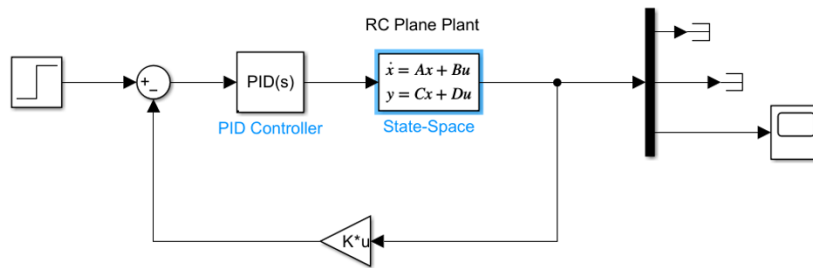 RC Plane Plant
+
−
PID(s)
ẋ = Ax + Bu
y = Cx + Du
PID Controller
State-Space
K*u